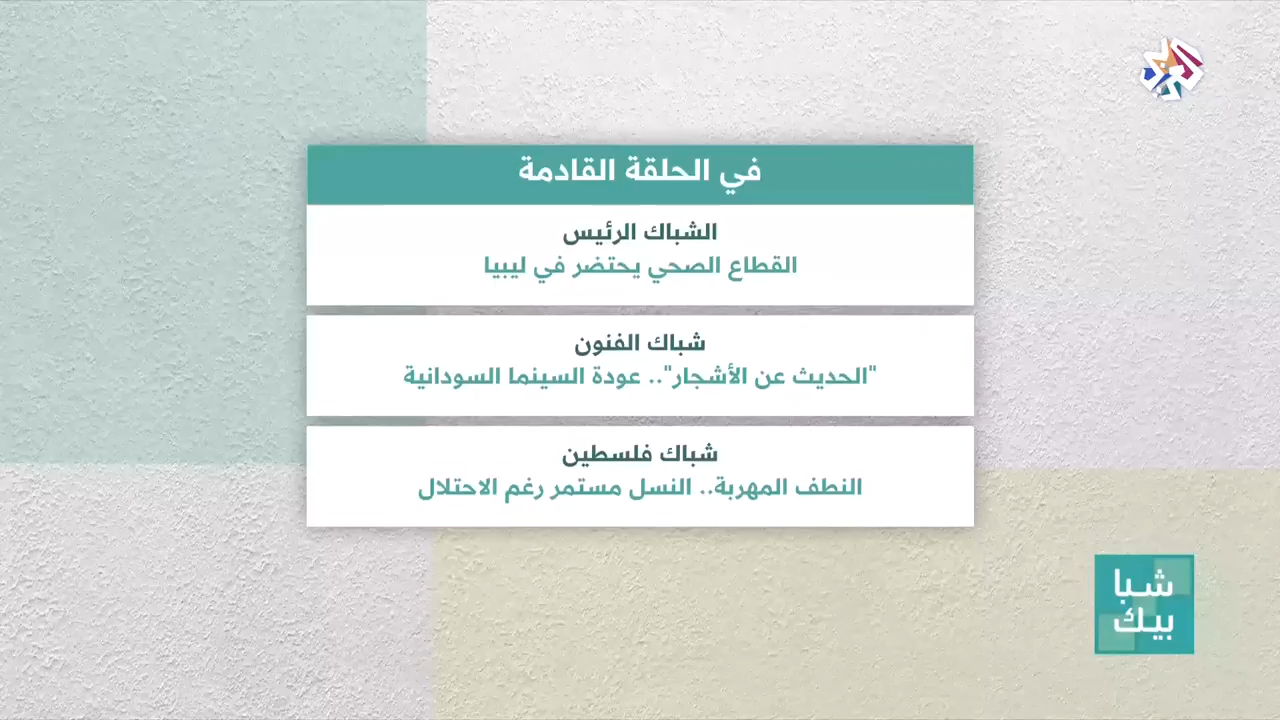 في الحلقة القادمة
الشباك الرئيس
القطاع الصحي يحتضر في ليبيا
شباك الفنون
"الحديث عن الأشجار".. عودة السينما السودانية
شباك فلسطين
النطف المهربة.. النسل مستمر رغم الاحتلال
شبا
بيك